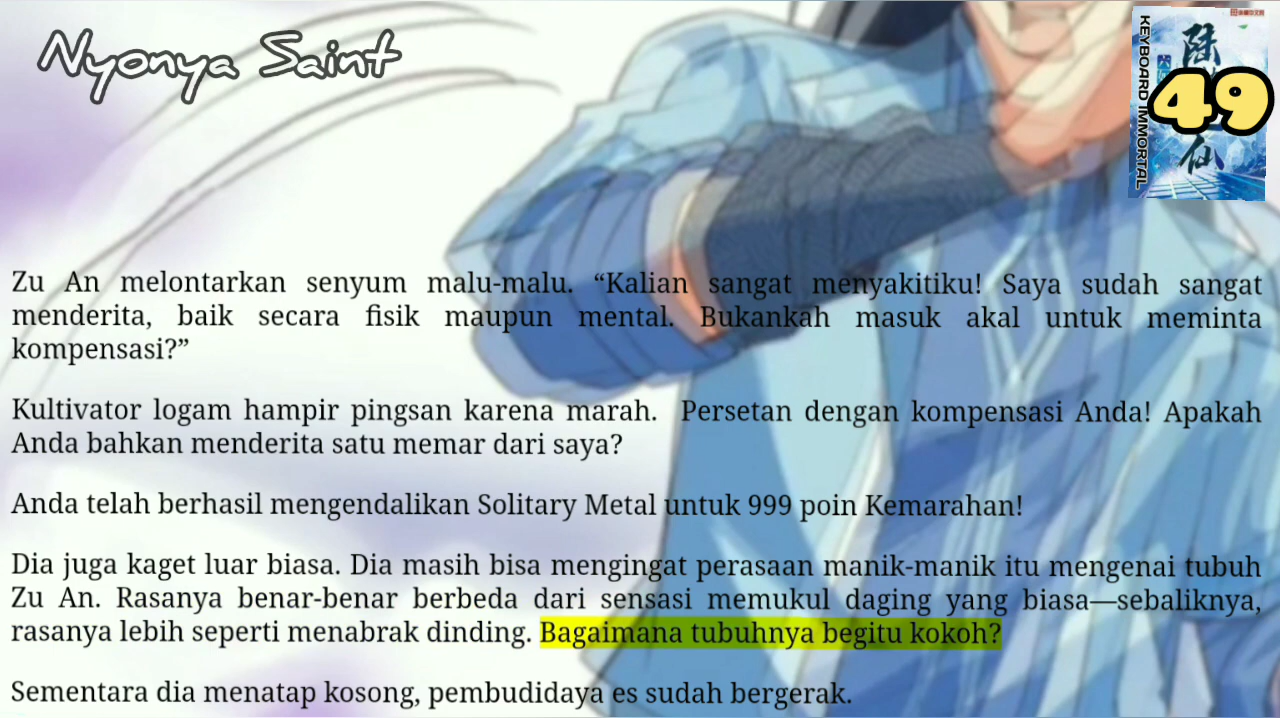 Nyonya Saint
KEYBOARD IMMORTAL
49
仙
Zu An melontarkan senyum malu-malu. “Kalian sangat menyakitiku! Saya sudah sangat
menderita, baik secara fisik maupun mental. Bukankah masuk akal untuk meminta
kompensasi?”
Kultivator logam hampir pingsan karena marah. Persetan dengan kompensasi Anda! Apakah
Anda bahkan menderita satu memar dari saya?
Anda telah berhasil mengendalikan Solitary Metal untuk 999 poin Kemarahan!
Dia juga kaget luar biasa. Dia masih bisa mengingat perasaan manik-manik itu mengenai tubuh
Zu An. Rasanya benar-benar berbeda dari sensasi memukul daging yang biasa—sebaliknya,
rasanya lebih seperti menabrak dinding. Bagaimana tubuhnya begitu kokoh?
Sementara dia menatap kosong, pembudidaya es sudah bergerak.